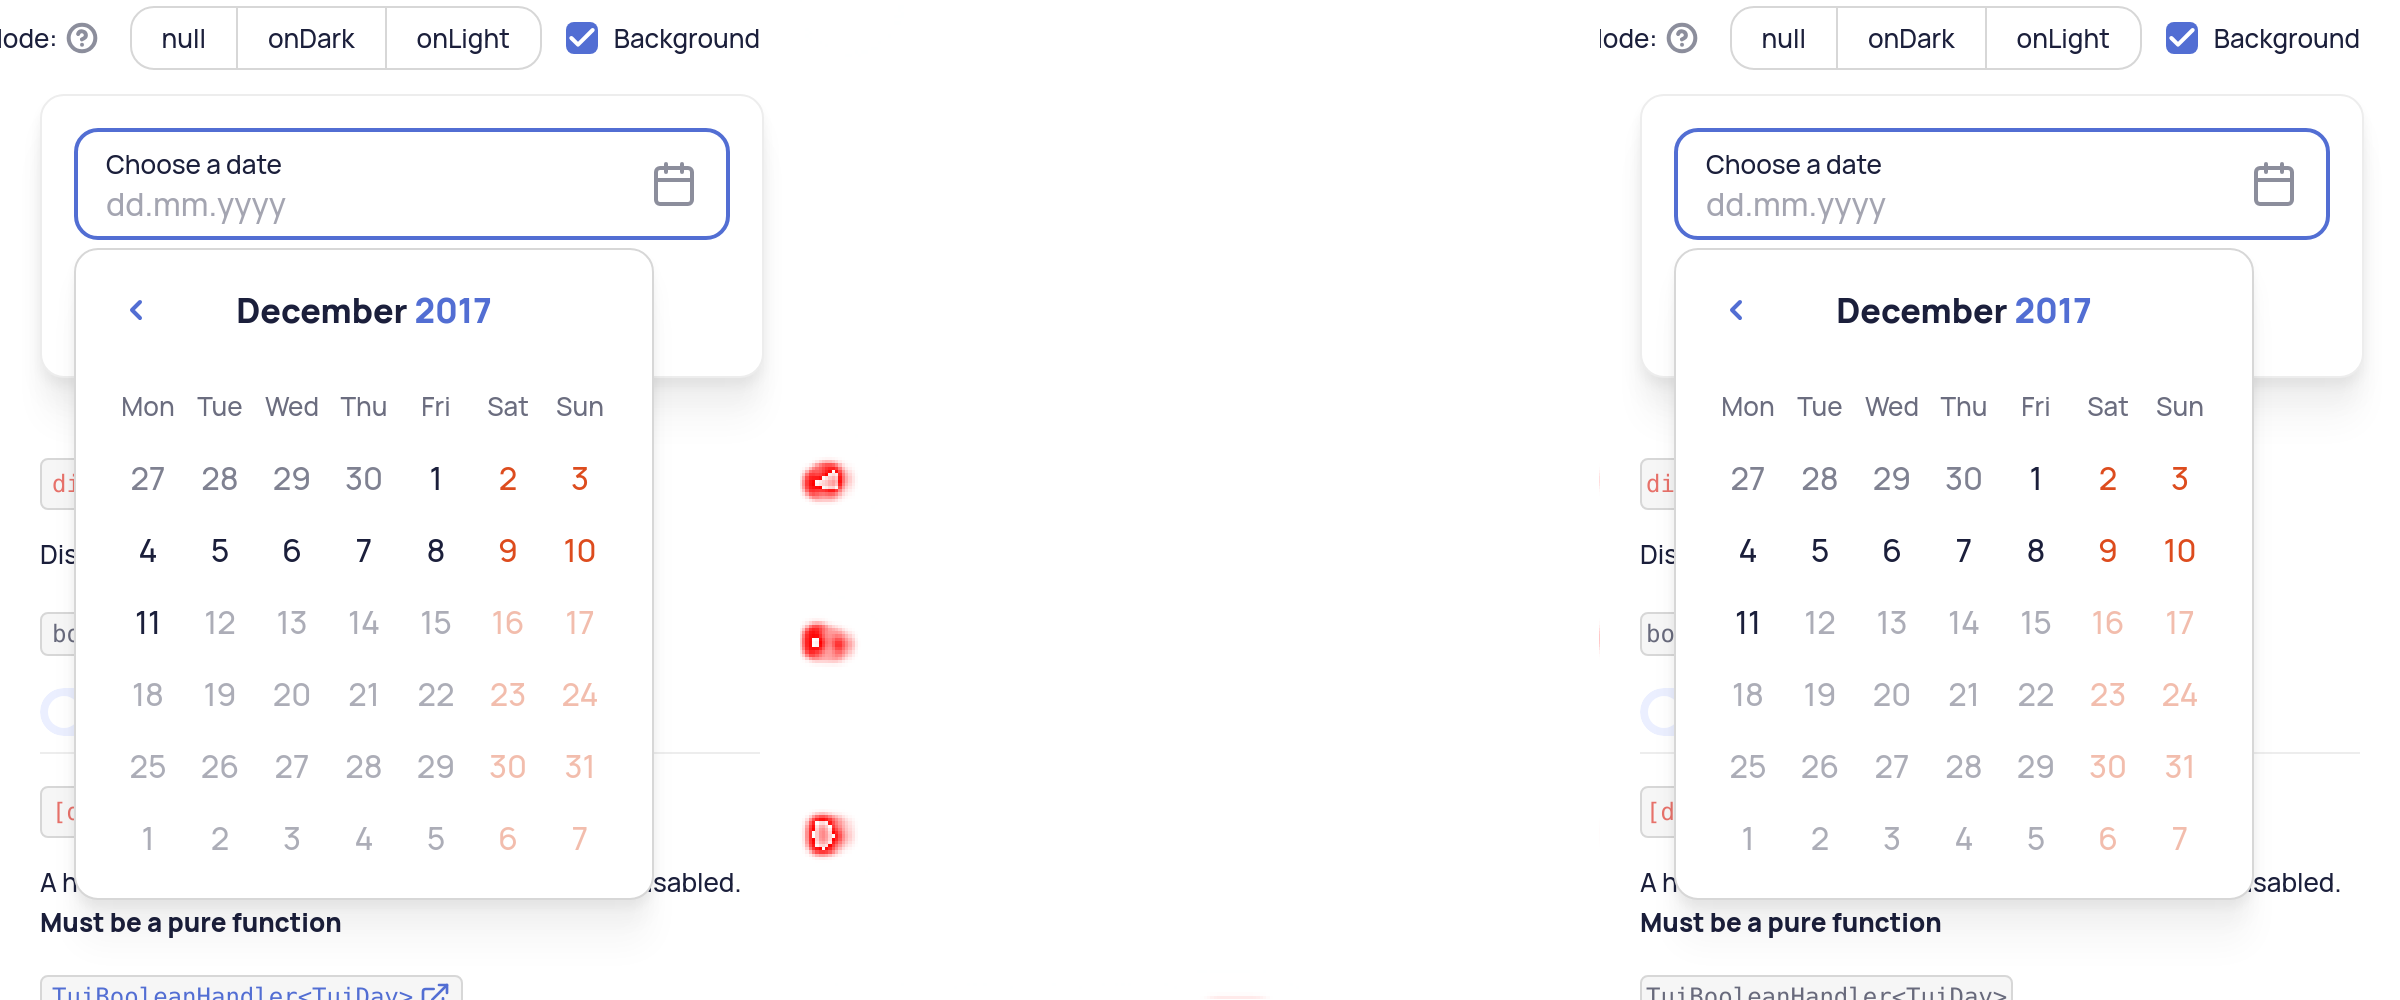 lode: null onDark onLight Background
Choose a date
dd.mm.yyyy
December 2017
Mon Tue Wed Thu Fri Sat Sun
27 28 29 30 1 2 3
di 4 5 6 7 8 9 10
Dis 11 12 13 14 15 16 17
bo 18 19 20 21 22 23 24
25 26 27 28 29 30 31
[d 1 2 3 4 5 6 7
A h sabled.
Must be a pure function
TuiBooleanHandler<TuiDay>
lode: null onDark onLight Background
Choose a date
dd.mm.yyyy
December 2017
Mon Tue Wed Thu Fri Sat Sun
27 28 29 30 1 2 3
di 4 5 6 7 8 9 10
Dis 11 12 13 14 15 16 17
bo 18 19 20 21 22 23 24
25 26 27 28 29 30 31
[d 1 2 3 4 5 6 7
A h sabled.
Must be a pure function
TuiBooleanHandler<TuiDay>